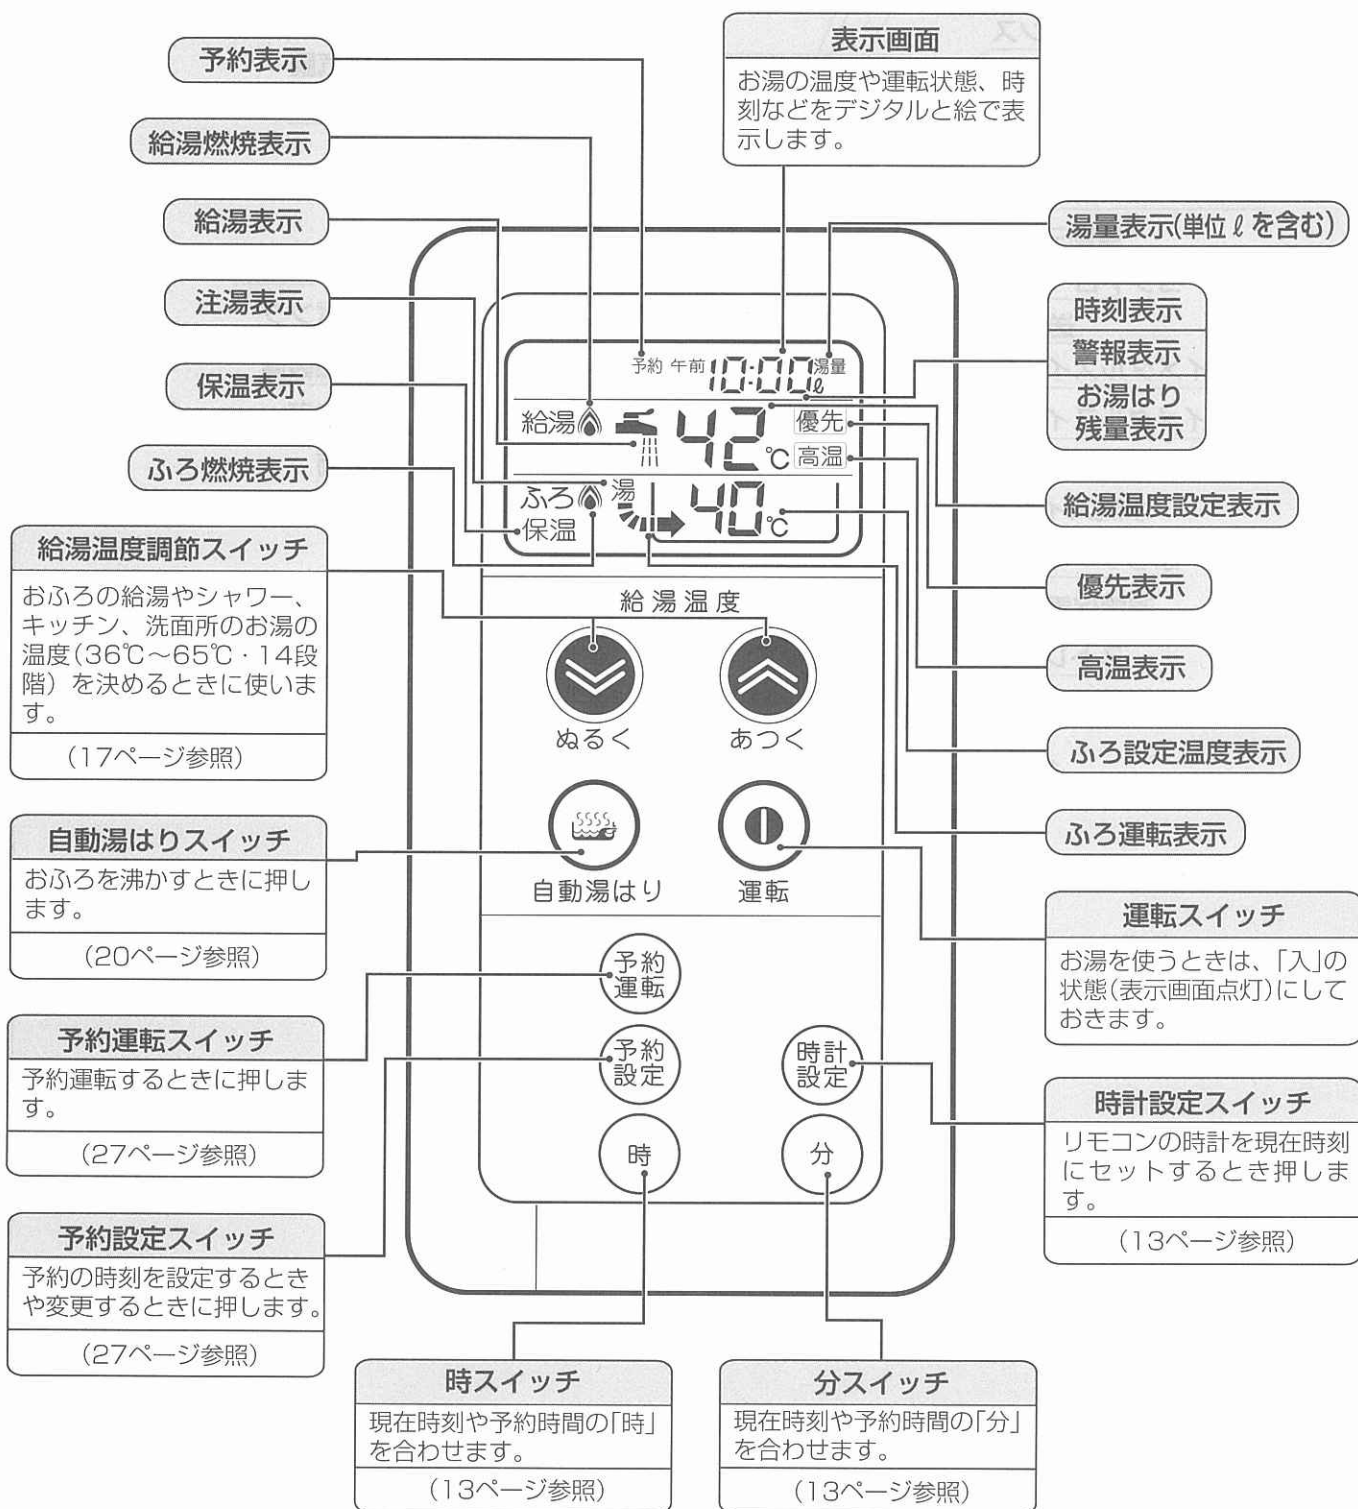 表示画面
お湯の温度や運転状態、時
刻などをデジタルと絵で表
示します。
予約表示
給湯燃焼表示
給湯表示
注湯表示
保温表示
ふろ燃焼表示
給湯温度調節スイッチ
おふろの給湯やシャワー、
キッチン、洗面所のお湯の
温度(36℃～65℃・14段
階）を決めるときに使いま
す。
(17ページ参照)
自動湯はりスイッチ
おふろを沸かすときに押し
ます。
(20ページ参照)
予約運転スイッチ
予約運転するときに押しま
す。
(27ページ参照)
予約設定スイッチ
予約の時刻を設定するとき
や変更するときに押します。
(27ページ参照)
予約 午前 10:00 湯量
ℓ
給湯 42℃ 優先
高温
ふろ 湯 40℃
保温
給湯温度
ぬるく あつく
自動湯はり 運転
予約
運転
予約
設定
時計
設定
時 分
湯量表示(単位ℓを含む)
時刻表示
警報表示
お湯はり
残量表示
給湯温度設定表示
優先表示
高温表示
ふろ設定温度表示
ふろ運転表示
運転スイッチ
お湯を使うときは、「入」の
状態(表示画面点灯)にして
おきます。
時計設定スイッチ
リモコンの時計を現在時刻
にセットするとき押しま
す。
(13ページ参照)
時スイッチ
現在時刻や予約時間の「時」
を合わせます。
(13ページ参照)
分スイッチ
現在時刻や予約時間の「分」
を合わせます。
(13ページ参照)